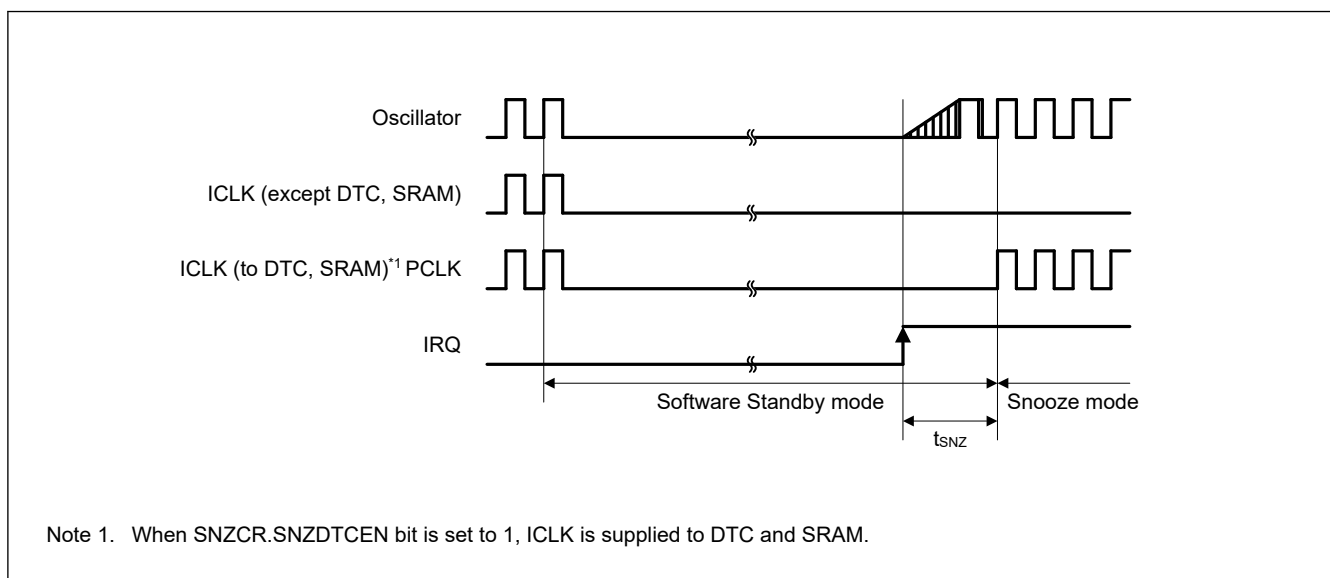 Oscillator
ICLK (except DTC, SRAM)
ICLK (to DTC, SRAM)*1 PCLK
IRQ
Software Standby mode
Snooze mode
tSNZ
Note 1. When SNZCR.SNZDTCEN bit is set to 1, ICLK is supplied to DTC and SRAM.